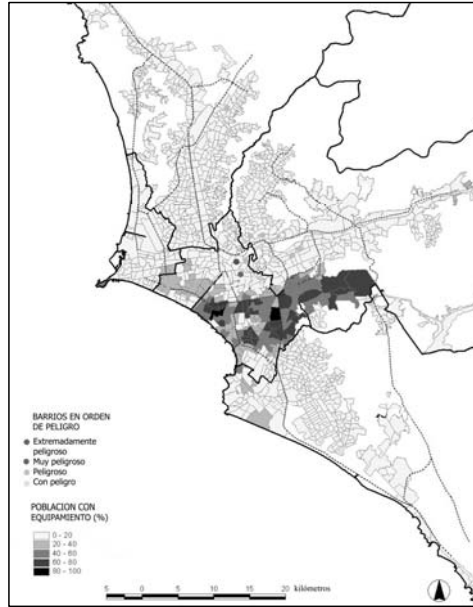 BARRIOS EN ORDEN
DE PELIGRO
Extremadamente
peligroso
Muy peligroso
Peligroso
Con peligro
POBLACION CON
EQUIPAMIENTO (%)
0 - 20
20 - 40
40 - 60
60 - 80
80 - 100
5 0 5 10 15 20 kilómetros